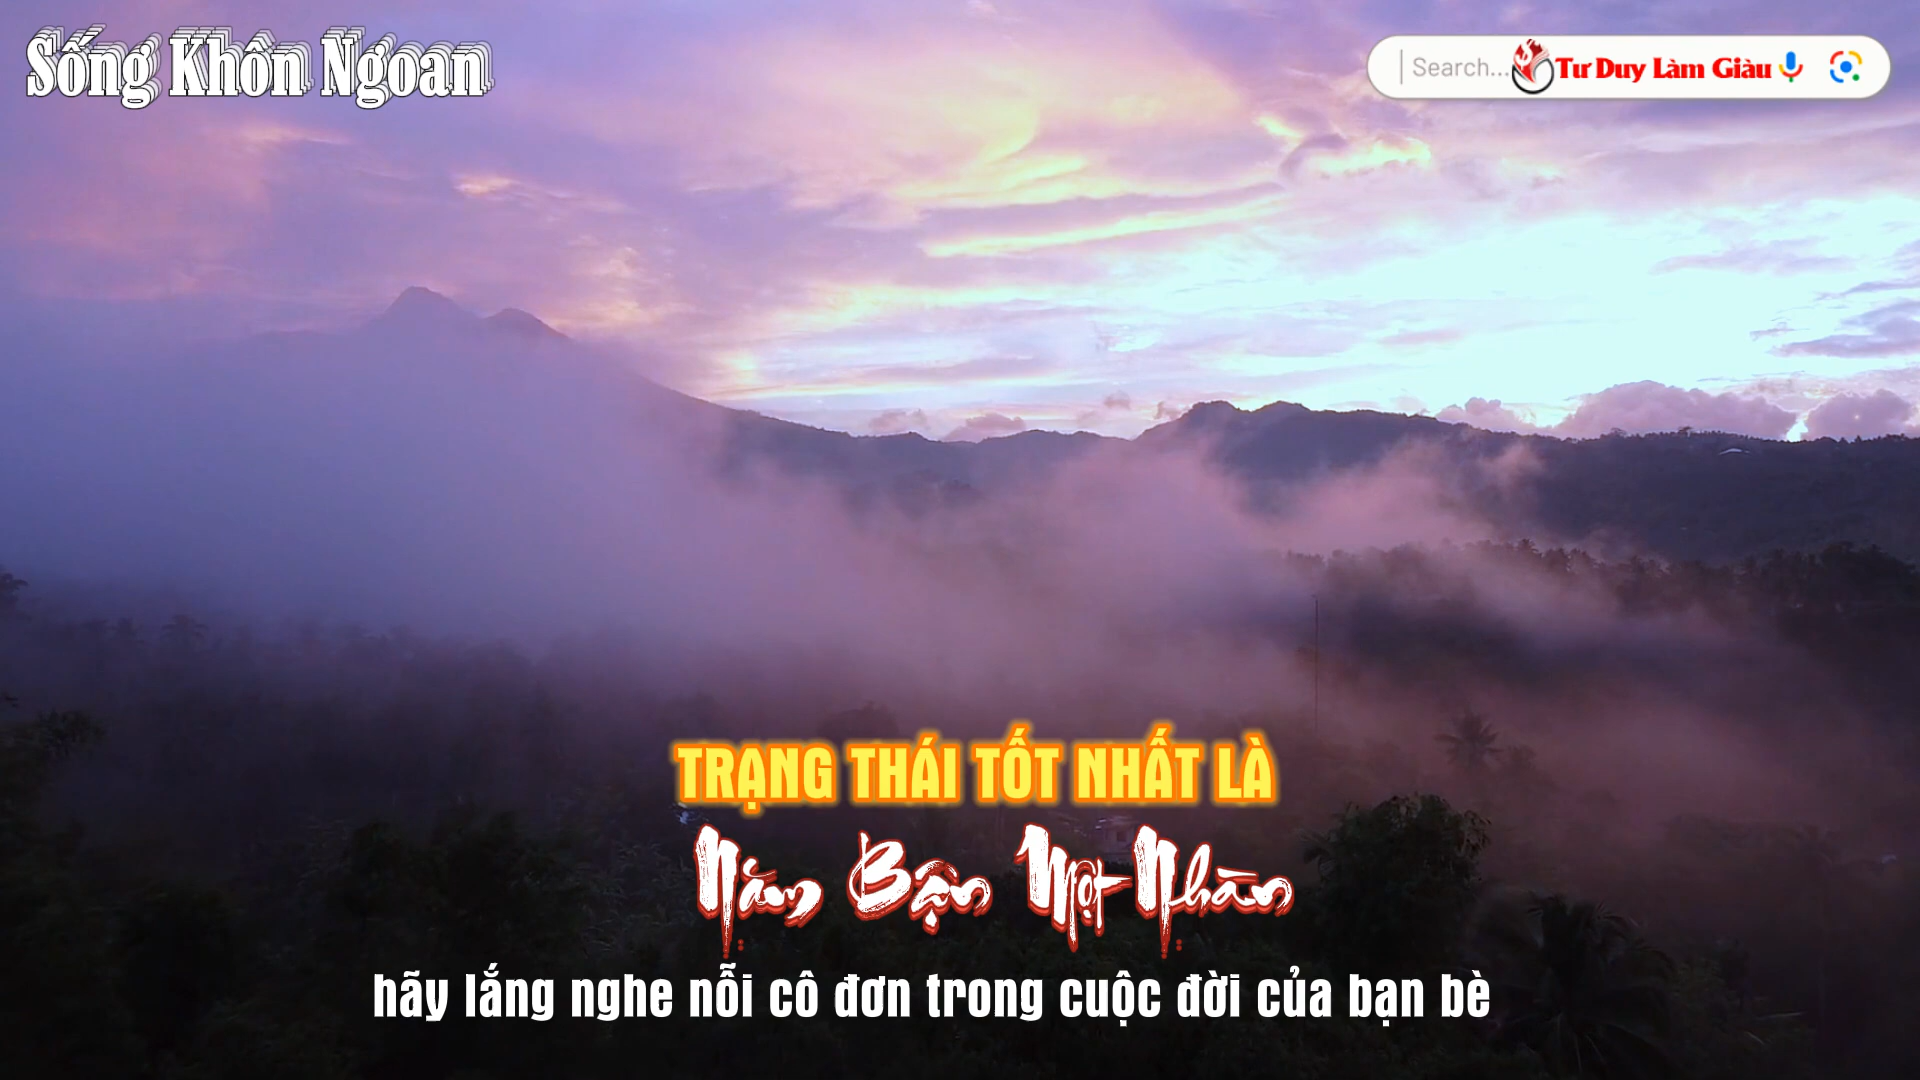 Sống Khôn Ngoan
Search... Tư Duy Làm Giàu
TRẠNG THÁI TỐT NHẤT LÀ
Năm Bận Một Nhàn
hãy lắng nghe nỗi cô đơn trong cuộc đời của bạn bè